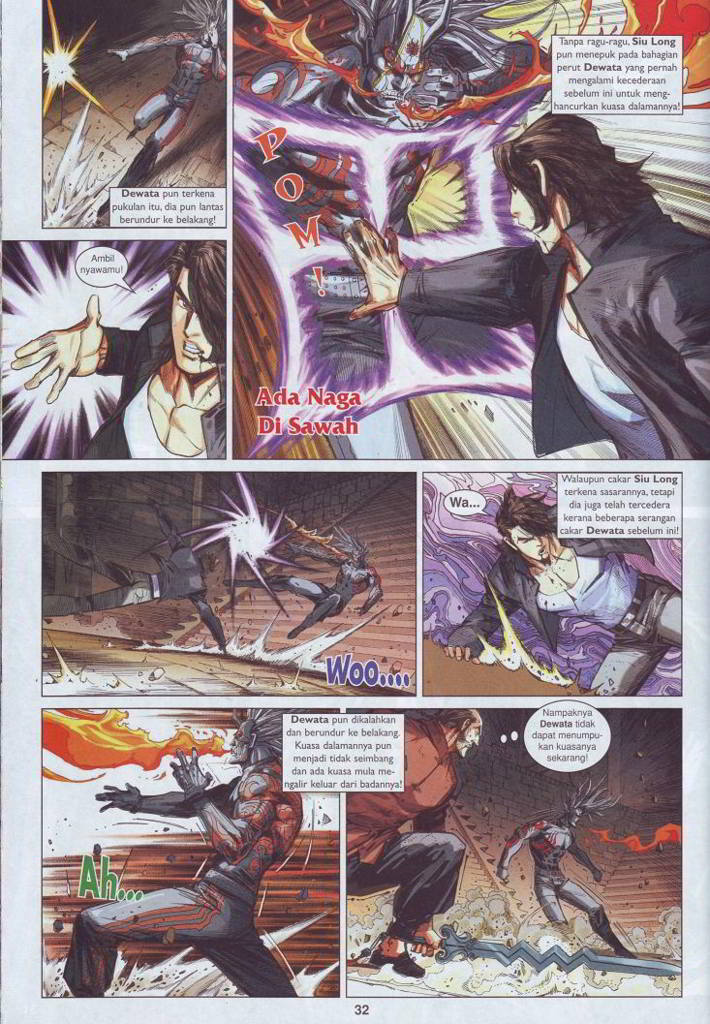 Dewata pun terkena
pukulan itu, dia pun lantas
berundur ke belakang!
Tanpa ragu-ragu, Siu Long
pun menepuk pada bahagian
perut Dewata yang pernah
mengalami kecederaan
sebelum ini untuk meng-
hancurkan kuasa dalamannya!
POM!
Ambil
nyawamu!
Ada Naga
Di Sawah
Woo....
Wa...
Walaupun cakar Siu Long
terkena sasarannya, tetapi
dia juga telah tercedera
kerana beberapa serangan
cakar Dewata sebelum ini!
Dewata pun dikalahkan
dan berundur ke belakang.
Kuasa dalamannya pun
menjadi tidak seimbang
dan ada kuasa mula me-
ngalir keluar dari badannya!
Ah...
Nampaknya
Dewata tidak
dapat menumpu-
kan kuasanya
sekarang!
32